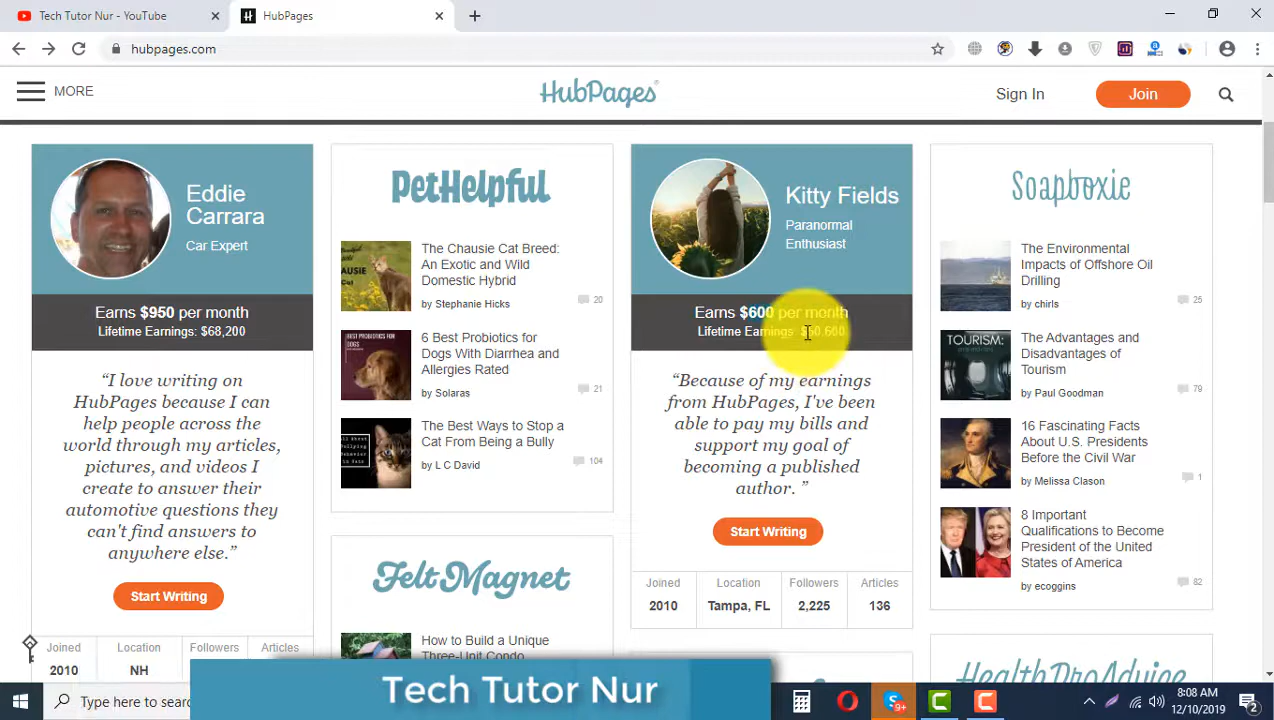 Tech Tutor Nur - YouTube
HubPages
hubpages.com
MORE
HubPages
Sign In
Join
Eddie
Carrara
Car Expert
Earns $950 per month
Lifetime Earnings: $68,200
“I love writing on
HubPages because I can
help people across the
world through my articles,
pictures, and videos I
create to answer their
automotive questions they
can't find answers to
anywhere else.”
Start Writing
Joined
Location
Followers
Articles
2010
NH
PetHelpful
The Chausie Cat Breed:
An Exotic and Wild
Domestic Hybrid
by Stephanie Hicks
20
BEST PROBIOTICS FOR
DOGS
6 Best Probiotics for
Dogs With Diarrhea and
Allergies Rated
by Solaras
21
The Best Ways to Stop a
Cat From Being a Bully
by L C David
104
FeltMagnet
How to Build a Unique
Three-Unit Condo
Kitty Fields
Paranormal
Enthusiast
Earns $600 per month
Lifetime Earnings:
“Because of my earnings
from HubPages, I've been
able to pay my bills and
support my goal of
becoming a published
author. ”
Start Writing
Joined
Location
Followers
Articles
2010
Tampa, FL
2,225
136
Soapboxie
The Environmental
Impacts of Offshore Oil
Drilling
by chirls
25
TOURISM:
The Advantages and
Disadvantages of
Tourism
by Paul Goodman
79
16 Fascinating Facts
About U.S. Presidents
Before the Civil War
by Melissa Clason
1
8 Important
Qualifications to Become
President of the United
States of America
by ecoggins
82
HealthProAdvice
Type here to
Tech Tutor Nur
9+
8:08 AM
12/10/2019
2